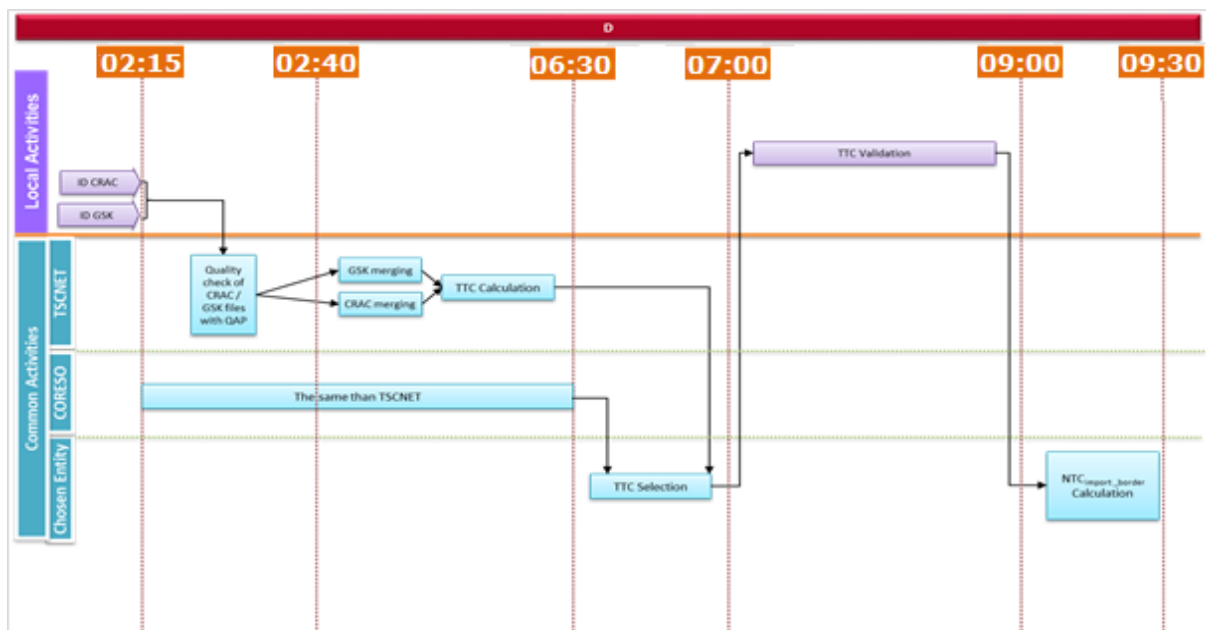 D
02:15
02:40
06:30
07:00
09:00
09:30
Local Activities
ID CRAC
ID GSK
TTC Validation
Common Activities
TSCNET
Quality
check of
CRAC /
GSK files
with QAP
GSK merging
CRAC merging
TTC Calculation
CORESO
The same than TSCNET
Chosen Entity
TTC Selection
NTCimport_border
Calculation